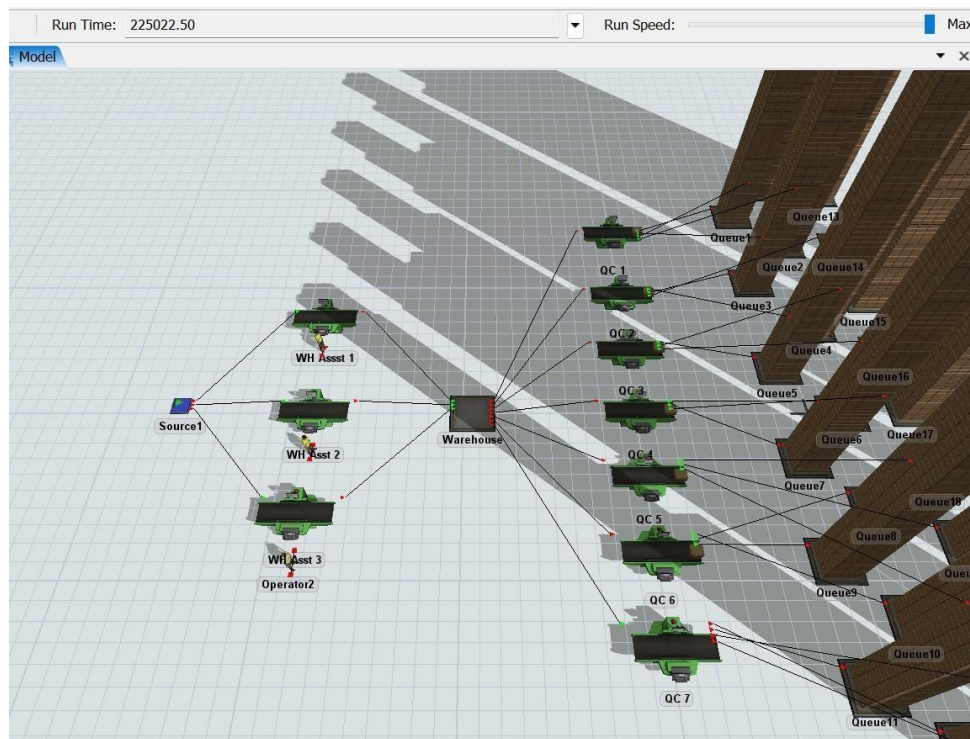 Run Time: 225022.50 Run Speed: Max
Model
Queue13
Queue1
QC 1
Queue2
Queue14
Queue3
Queue15
QC 2
WH Assst 1
Queue4
Queue16
QC 3
Queue5
Source1
Warehouse
Queue6
Queue17
WH Asst 2
QC 4
Queue7
Queue18
QC 5
Queue8
WH Asst 3
Operator2
Queue9
QC 6
Queue10
QC 7
Queue11